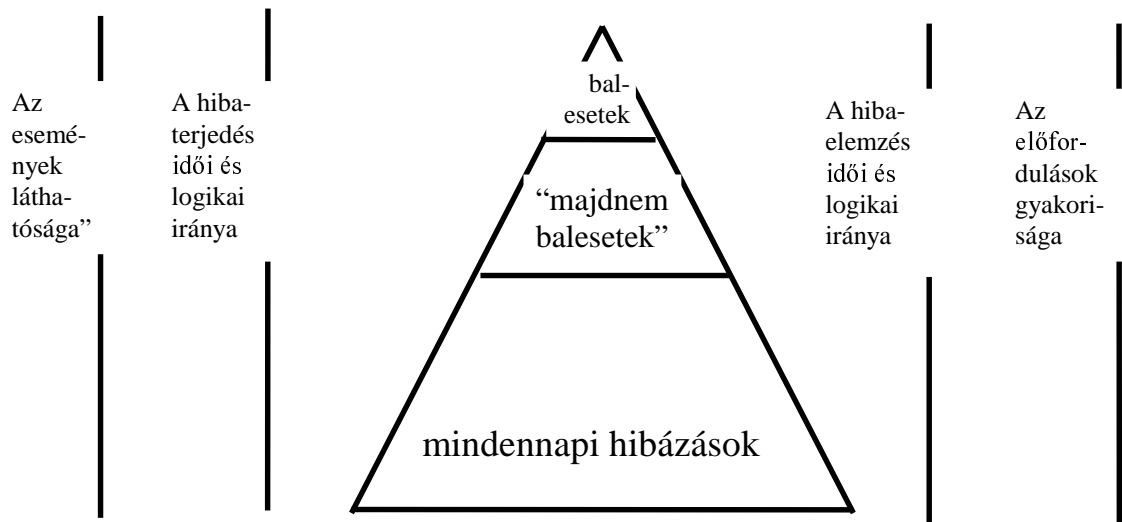 Az
esemé-
nyek
látha-
tósága”
A hiba-
terjedés
idői és
logikai
iránya
bal-
esetek
“majdnem
balesetek”
mindennapi hibázások
A hiba-
elemzés
idői és
logikai
iránya
Az
előfor-
dulások
gyakori-
sága